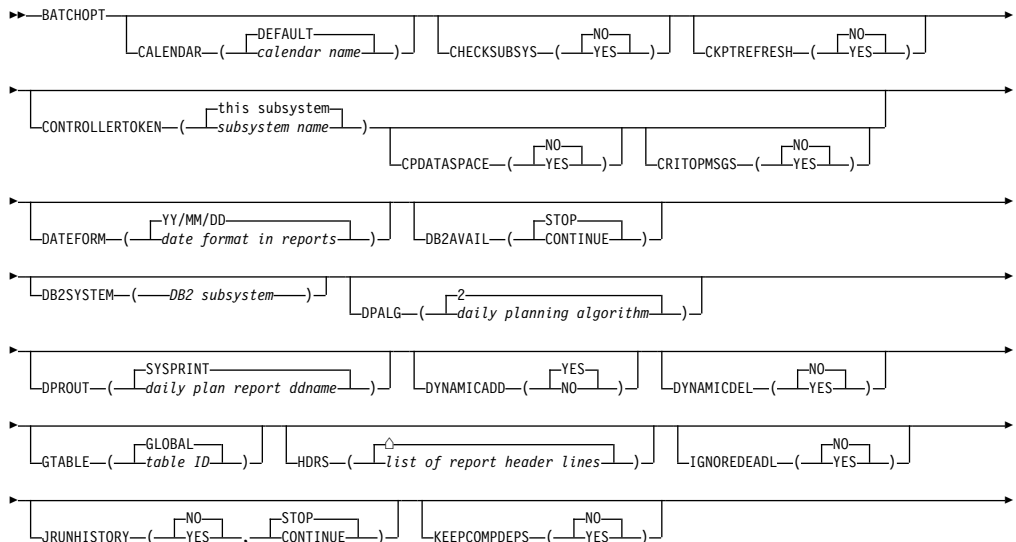 BATCHOPT
CALENDAR ( DEFAULT calendar name )
CHECKSUBSYS ( NO YES )
CKPTREFRESH ( NO YES )
CONTROLLERTOKEN ( this subsystem subsystem name )
CPDATASPACE ( NO YES )
CRITOPMSGS ( NO YES )
DATEFORM ( YY/MM/DD date format in reports )
DB2AVAIL ( STOP CONTINUE )
DB2SYSTEM ( DB2 subsystem )
DPALG ( 2 daily planning algorithm )
DPROUT ( SYSPRINT daily plan report ddname )
DYNAMICADD ( YES NO )
DYNAMICDEL ( NO YES )
GTABLE ( GLOBAL table ID )
HDRS ( list of report header lines )
IGNOREDEADL ( NO YES )
JRUNHISTORY ( NO YES , STOP CONTINUE )
KEEPCOMPDEPS ( NO YES )